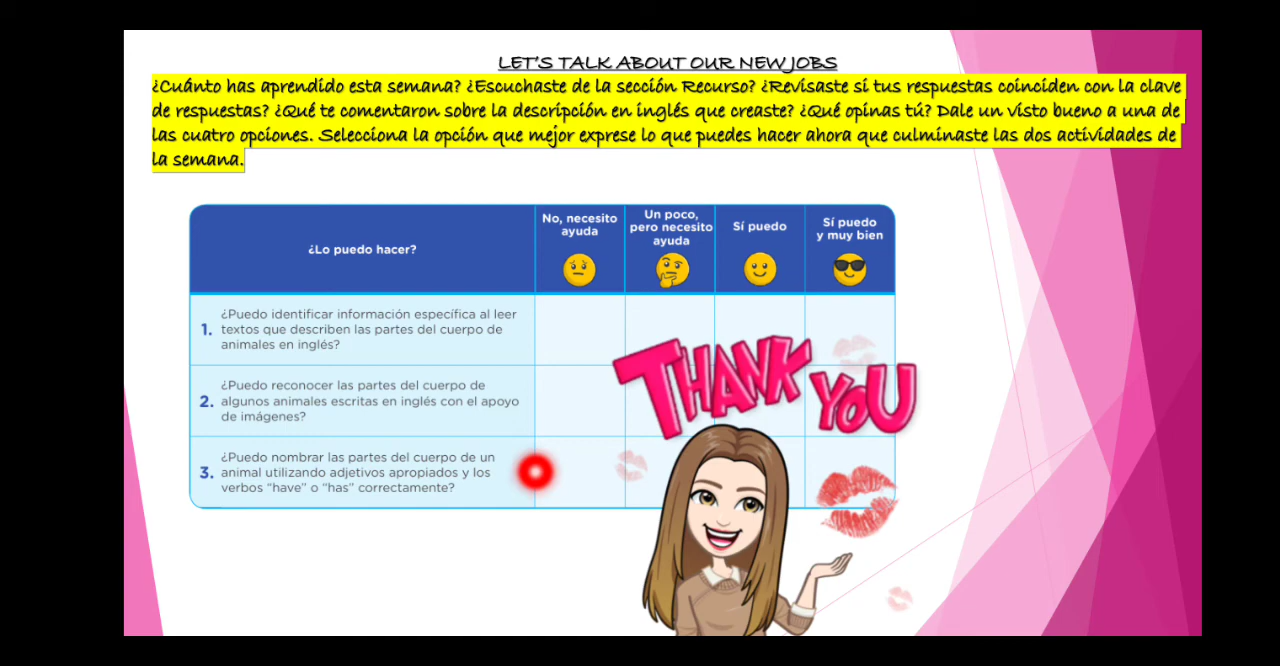 LET'S TALK ABOUT OUR NEW JOBS
¿Cuánto has aprendido esta semana? ¿Escuchaste de la sección Recurso? ¿Revisaste si tus respuestas coinciden con la clave
de respuestas? ¿Qué te comentaron sobre la descripción en inglés que creaste? ¿Qué opinas tú? Dale un visto bueno a una de
las cuatro opciones. Selecciona la opción que mejor exprese lo que puedes hacer ahora que culminaste las dos actividades de
la semana.
¿Lo puedo hacer?
No, necesito
ayuda
Un poco,
pero necesito
ayuda
Sí puedo
Sí puedo
y muy bien
1.
¿Puedo identificar información específica al leer
textos que describen las partes del cuerpo de
animales en inglés?
2.
¿Puedo reconocer las partes del cuerpo de
algunos animales escritas en inglés con el apoyo
de imágenes?
3.
¿Puedo nombrar las partes del cuerpo de un
animal utilizando adjetivos apropiados y los
verbos "have" o "has" correctamente?
THANK YOU